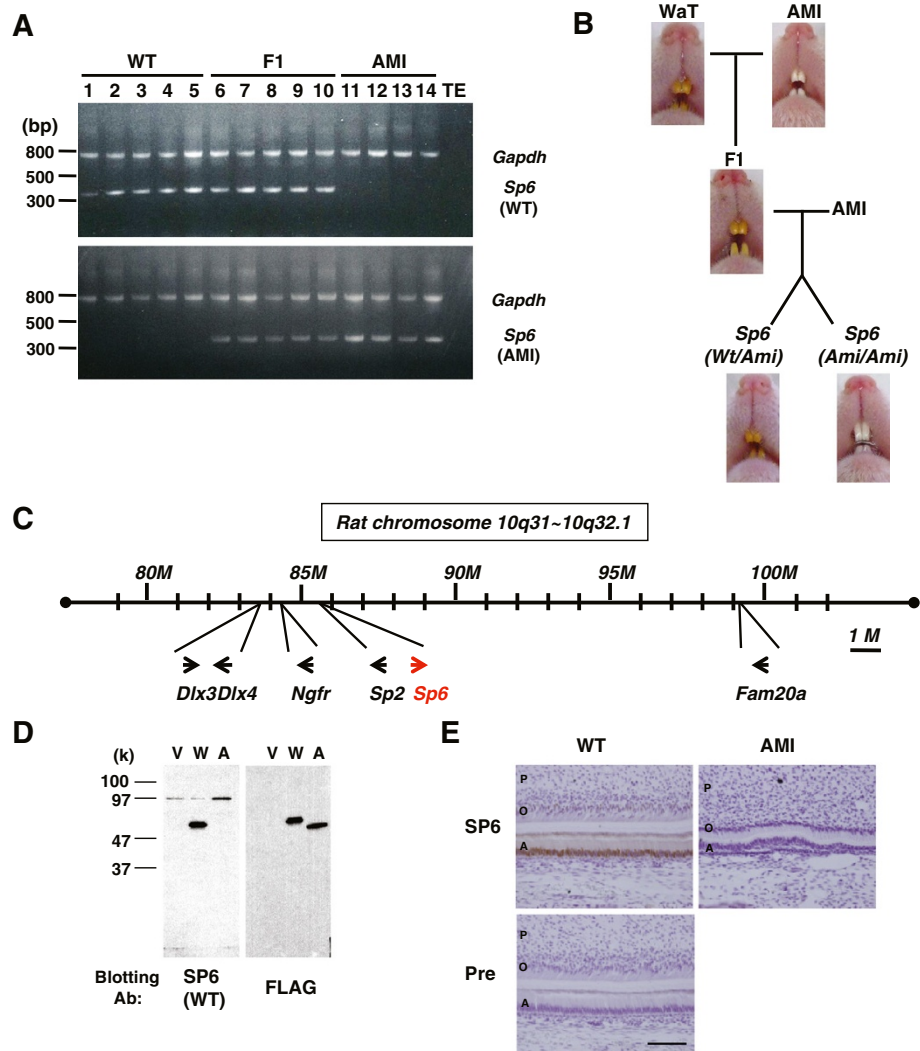 A
WT F1 AMI
1 2 3 4 5 6 7 8 9 10 11 12 13 14 TE
(bp)
800
500
300
Gapdh
Sp6
(WT)
800
500
300
Gapdh
Sp6
(AMI)
B
WaT AMI
F1
AMI
Sp6
(Wt/Ami)
Sp6
(Ami/Ami)
C
Rat chromosome 10q31~10q32.1
80M 85M 90M 95M 100M
1 M
Dlx3 Dlx4 Ngfr Sp2 Sp6 Fam20a
D
(k) V W A V W A
100
97
47
37
Blotting
Ab:
SP6
(WT)
FLAG
E
WT AMI
SP6
P
O
A
P
O
A
Pre
P
O
A